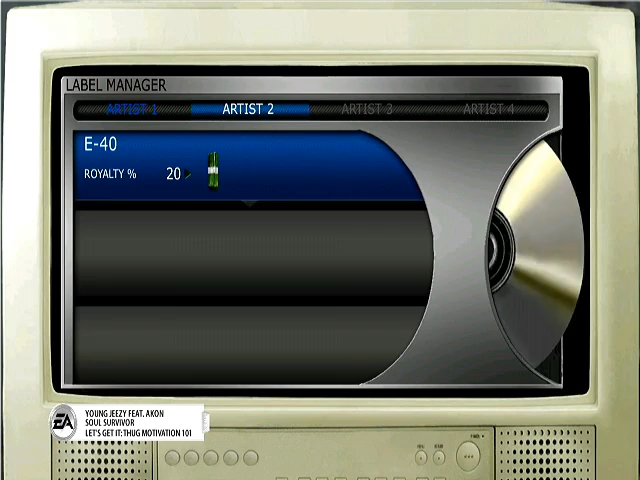 LABEL MANAGER
ARTIST 1 ARTIST 2 ARTIST 3 ARTIST 4
E-40
ROYALTY % 20
EA
YOUNG JEEZY FEAT. AKON
SOUL SURVIVOR
LET'S GET IT: THUG MOTIVATION 101